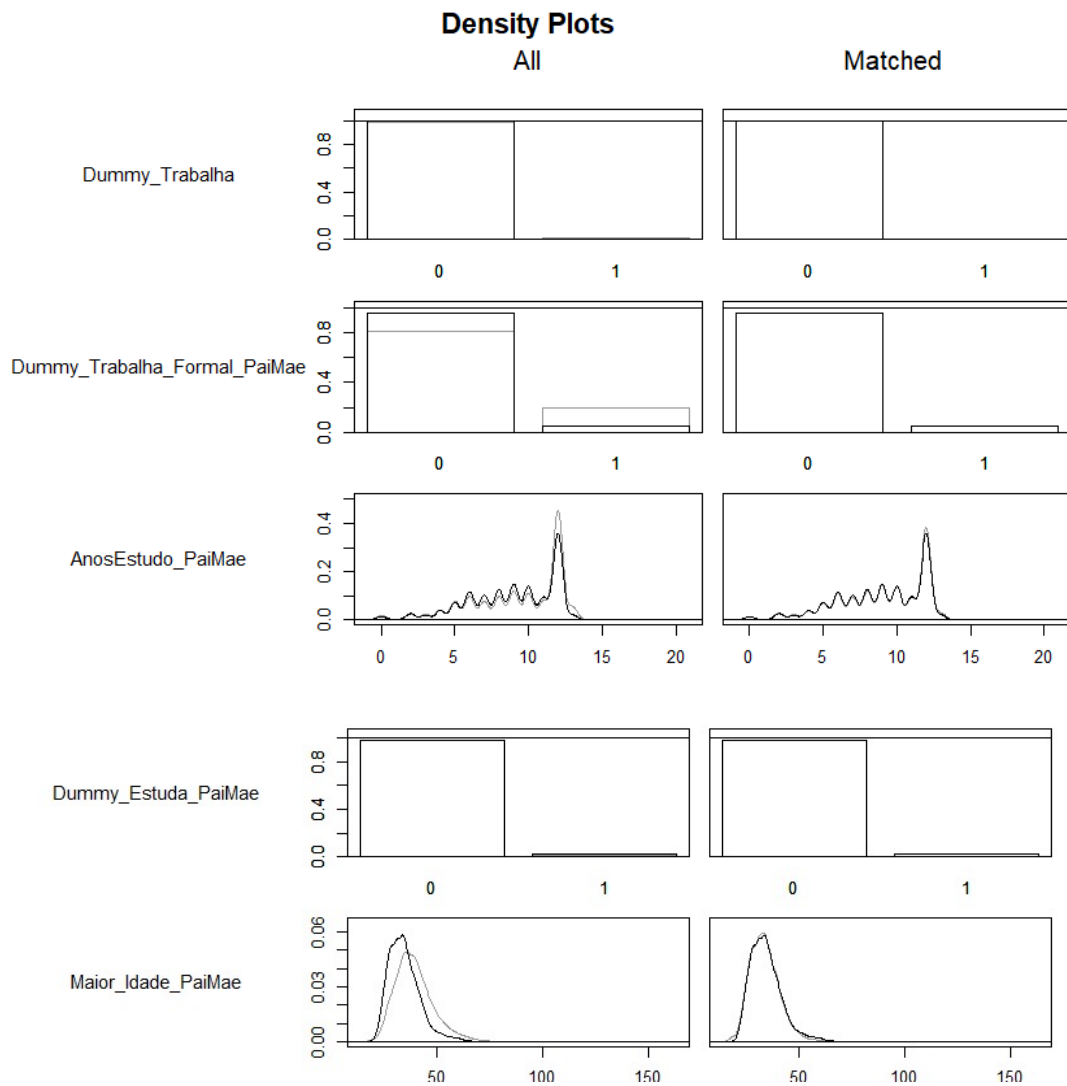 Density Plots
All Matched
Dummy_Trabalha
0.0 0.4 0.8
0 1 0 1
Dummy_Trabalha_Formal_PaiMae
0.0 0.4 0.8
0 1 0 1
AnosEstudo_PaiMae
0.0 0.2 0.4
0 5 10 15 20 0 5 10 15 20
Dummy_Estuda_PaiMae
0.0 0.4 0.8
0 1 0 1
Maior_Idade_PaiMae
0.00 0.03 0.06
50 100 150 50 100 150